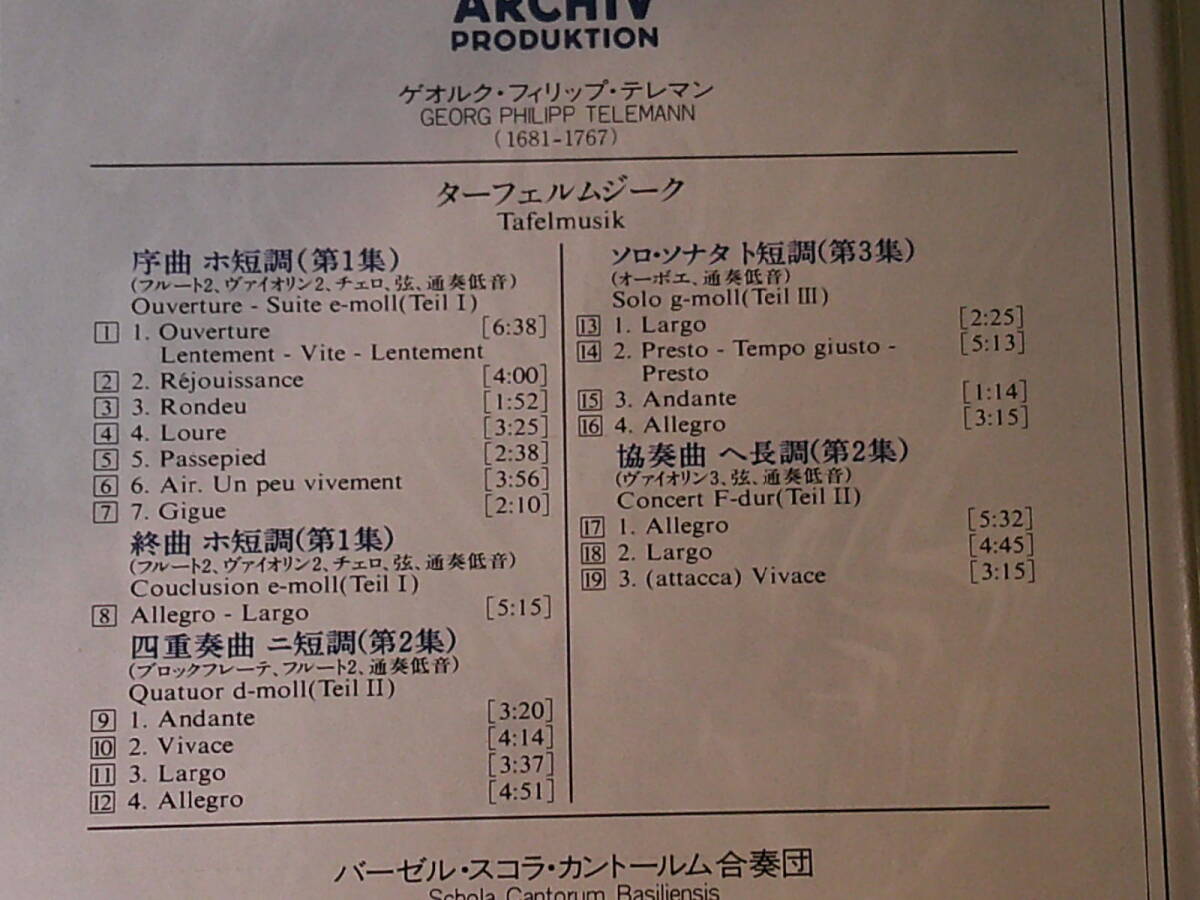 ARCHIV
PRODUKTION
ゲオルク・フィリップ・テレマン
GEORG PHILIPP TELEMANN
(1681-1767)
ターフェルムジーク
Tafelmusik
序曲 ホ短調(第1集)
(フルート2、ヴァイオリン2、チェロ、弦、通奏低音)
Ouverture - Suite e-moll(Teil I)
1 1. Ouverture [6:38]
Lentement - Vite - Lentement
2 2. Réjouissance [4:00]
3 3. Rondeu [1:52]
4 4. Loure [3:25]
5 5. Passepied [2:38]
6 6. Air. Un peu vivement [3:56]
7 7. Gigue [2:10]
終曲 ホ短調(第1集)
(フルート2、ヴァイオリン2、チェロ、弦、通奏低音)
Couclusion e-moll(Teil I)
8 Allegro - Largo [5:15]
四重奏曲 ニ短調(第2集)
(ブロックフレーテ、フルート2、通奏低音)
Quatuor d-moll(Teil II)
9 1. Andante [3:20]
10 2. Vivace [4:14]
11 3. Largo [3:37]
12 4. Allegro [4:51]
ソロ・ソナタ ト短調(第3集)
(オーボエ、通奏低音)
Solo g-moll(Teil III)
13 1. Largo [2:25]
14 2. Presto - Tempo giusto - [5:13]
Presto
15 3. Andante [1:14]
16 4. Allegro [3:15]
協奏曲 ヘ長調(第2集)
(ヴァイオリン3、弦、通奏低音)
Concert F-dur(Teil II)
17 1. Allegro [5:32]
18 2. Largo [4:45]
19 3. (attacca) Vivace [3:15]
バーゼル・スコラ・カントールム合奏団
Schola Cantorum Basiliensis